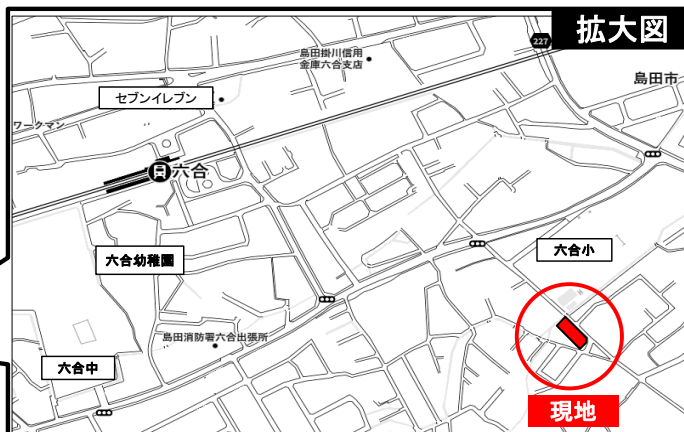 拡大図
227
島田掛川信用
金庫六合支店
島田市
セブンイレブン
ワークマン
六合
六合幼稚園
六合小
島田消防署六合出張所
六合中
現地